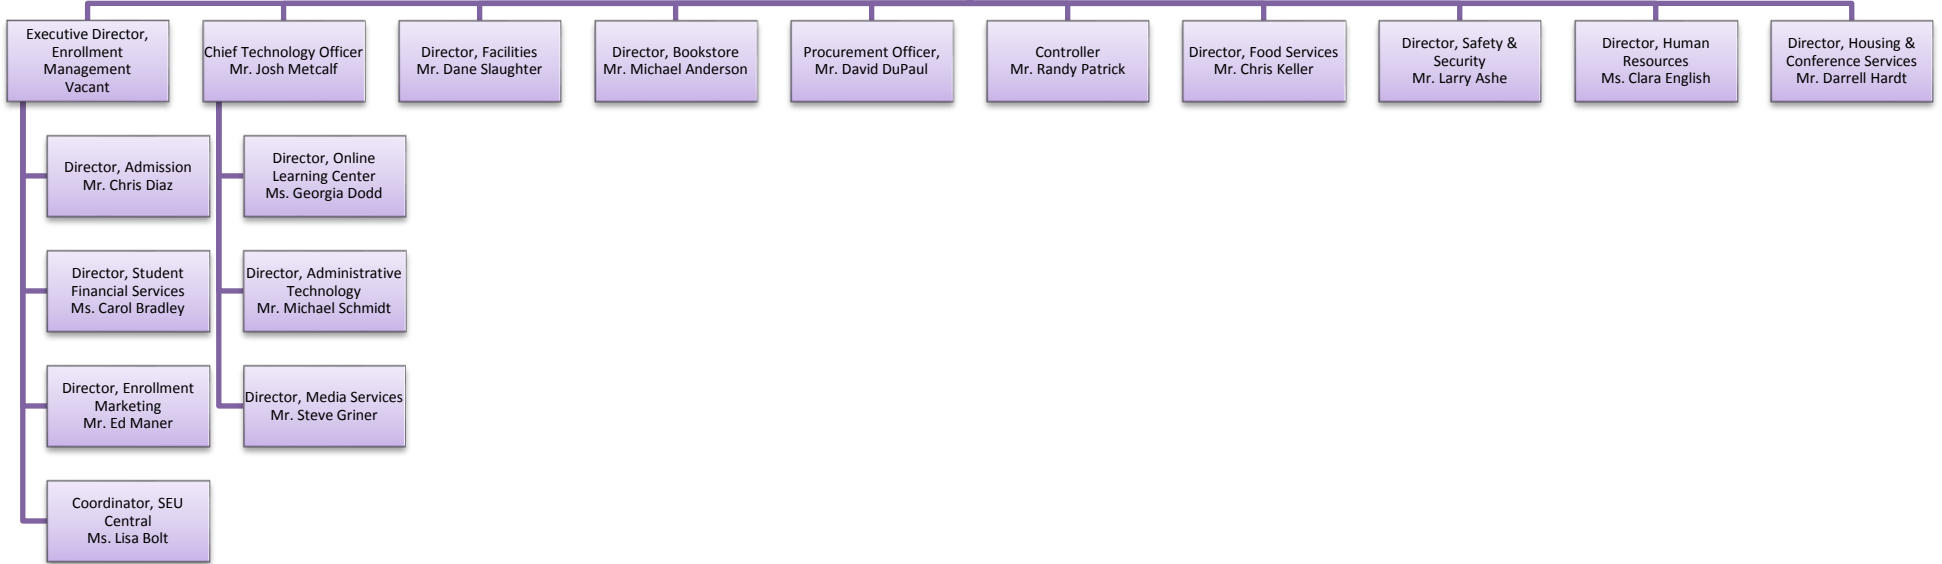 Executive Director,
Enrollment
Management
Vacant
Chief Technology Officer
Mr. Josh Metcalf
Director, Facilities
Mr. Dane Slaughter
Director, Bookstore
Mr. Michael Anderson
Procurement Officer,
Mr. David DuPaul
Controller
Mr. Randy Patrick
Director, Food Services
Mr. Chris Keller
Director, Safety &
Security
Mr. Larry Ashe
Director, Human
Resources
Ms. Clara English
Director, Housing &
Conference Services
Mr. Darrell Hardt
Director, Admission
Mr. Chris Diaz
Director, Online
Learning Center
Ms. Georgia Dodd
Director, Student
Financial Services
Ms. Carol Bradley
Director, Administrative
Technology
Mr. Michael Schmidt
Director, Enrollment
Marketing
Mr. Ed Maner
Director, Media Services
Mr. Steve Griner
Coordinator, SEU
Central
Ms. Lisa Bolt